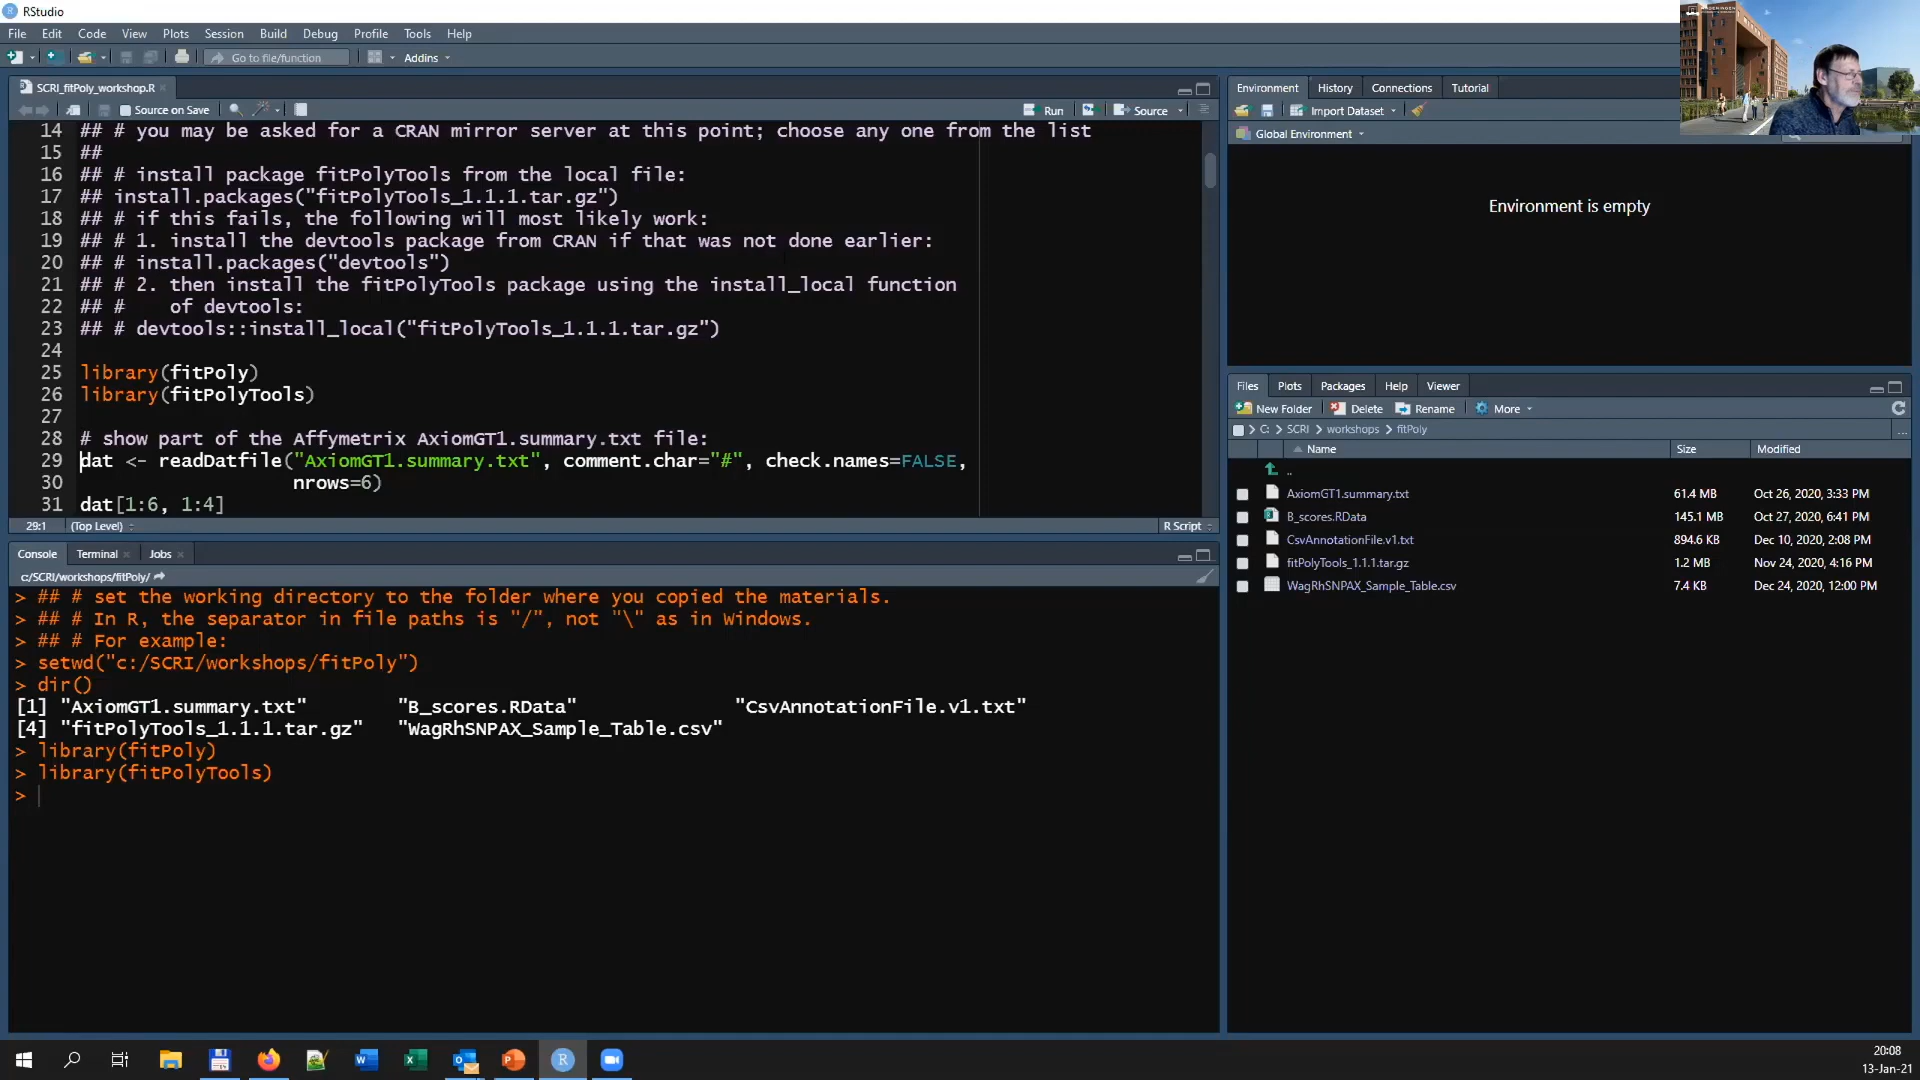 RStudio
File Edit Code View Plots Session Build Debug Profile Tools Help
Go to file/function Addins
SCRI_fitPoly_workshop.R
Source on Save Run Source
14 ## # you may be asked for a CRAN mirror server at this point; choose any one from the list
15 ##
16 ## # install package fitPolyTools from the local file:
17 ## install.packages("fitPolyTools_1.1.1.tar.gz")
18 ## # if this fails, the following will most likely work:
19 ## # 1. install the devtools package from CRAN if that was not done earlier:
20 ## # install.packages("devtools")
21 ## # 2. then install the fitPolyTools package using the install_local function
22 ## #    of devtools:
23 ## # devtools::install_local("fitPolyTools_1.1.1.tar.gz")
24
25 library(fitPoly)
26 library(fitPolyTools)
27
28 # show part of the Affymetrix AxiomGT1.summary.txt file:
29 dat <- readDatfile("AxiomGT1.summary.txt", comment.char="#", check.names=FALSE,
30                    nrows=6)
31 dat[1:6, 1:4]
29:1 (Top Level) R Script
Console Terminal Jobs
c:/SCRI/workshops/fitPoly/
> ## # set the working directory to the folder where you copied the materials.
> ## # In R, the separator in file paths is "/", not "\" as in Windows.
> ## # For example:
> setwd("c:/SCRI/workshops/fitPoly")
> dir()
[1] "AxiomGT1.summary.txt"        "B_scores.RData"              "CsvAnnotationFile.v1.txt"
[4] "fitPolyTools_1.1.1.tar.gz"   "WagRhSNPAX_Sample_Table.csv"
> library(fitPoly)
> library(fitPolyTools)
>
Environment History Connections Tutorial
Import Dataset
Global Environment
Environment is empty
Files Plots Packages Help Viewer
New Folder Delete Rename More
C: > SCRI > workshops > fitPoly ...
Name Size Modified
..
AxiomGT1.summary.txt 61.4 MB Oct 26, 2020, 3:33 PM
B_scores.RData 145.1 MB Oct 27, 2020, 6:41 PM
CsvAnnotationFile.v1.txt 894.6 KB Dec 10, 2020, 2:08 PM
fitPolyTools_1.1.1.tar.gz 1.2 MB Nov 24, 2020, 4:16 PM
WagRhSNPAX_Sample_Table.csv 7.4 KB Dec 24, 2020, 12:00 PM
20:08
13-Jan-21